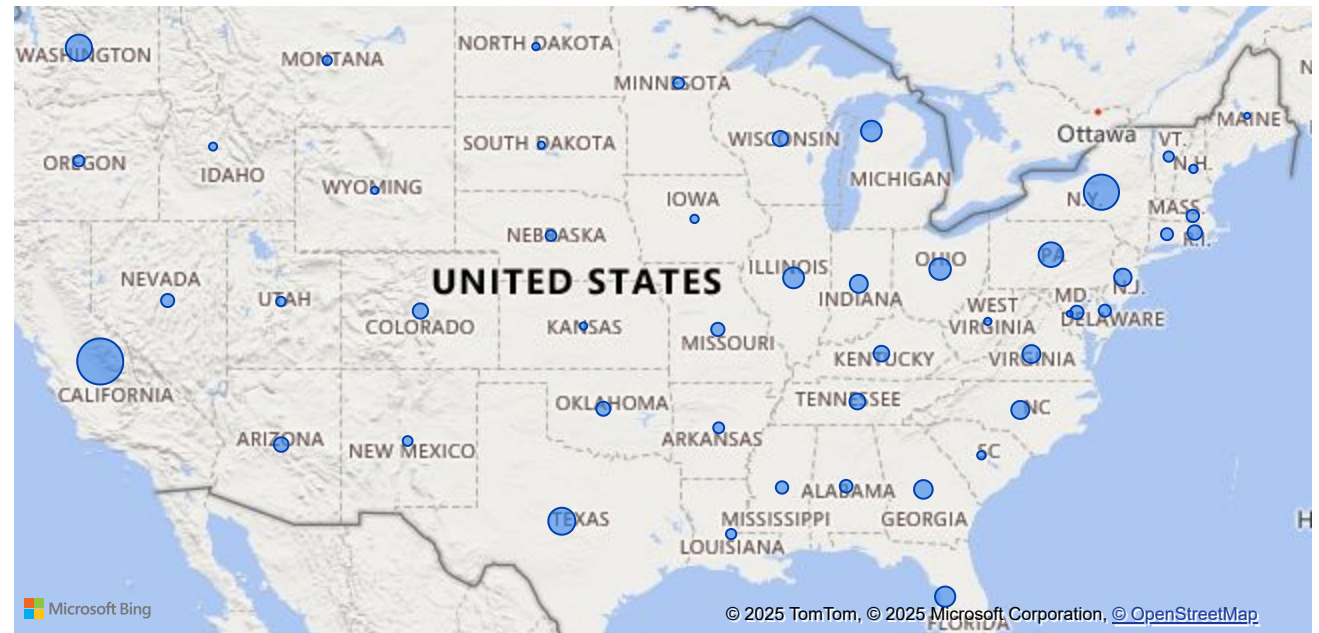 NORTH DAKOTA
WASHINGTON
MONTANA
N
MINNESOTA
MAINE
Ottawa
WISCONSIN
VT.
SOUTH DAKOTA
OREGON
N.H.
IDAHO
MICHIGAN
WYOMING
IOWA
N.Y.
MASS.
NEBRASKA
R.I.
PA
OHIO
ILLINOIS
NEVADA
UNITED STATES
N.J.
UTAH
INDIANA
MD.
WEST
VIRGINIA
DELAWARE
COLORADO
KANSAS
MISSOURI
KENTUCKY
VIRGINIA
CALIFORNIA
TENNESSEE
OKLAHOMA
NC
ARIZONA
ARKANSAS
NEW MEXICO
SC
ALABAMA
TEXAS
MISSISSIPPI
GEORGIA
H
LOUISIANA
Microsoft Bing
© 2025 TomTom, © 2025 Microsoft Corporation, © OpenStreetMap
FLORIDA